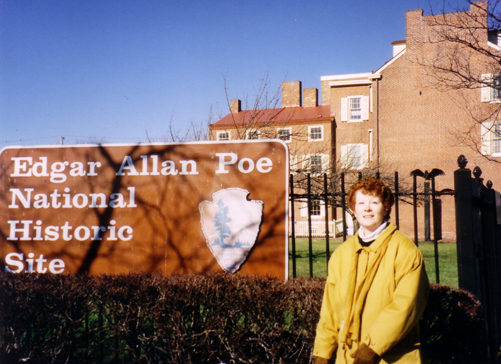 Edgar Allan Poe
National
Historic
Site